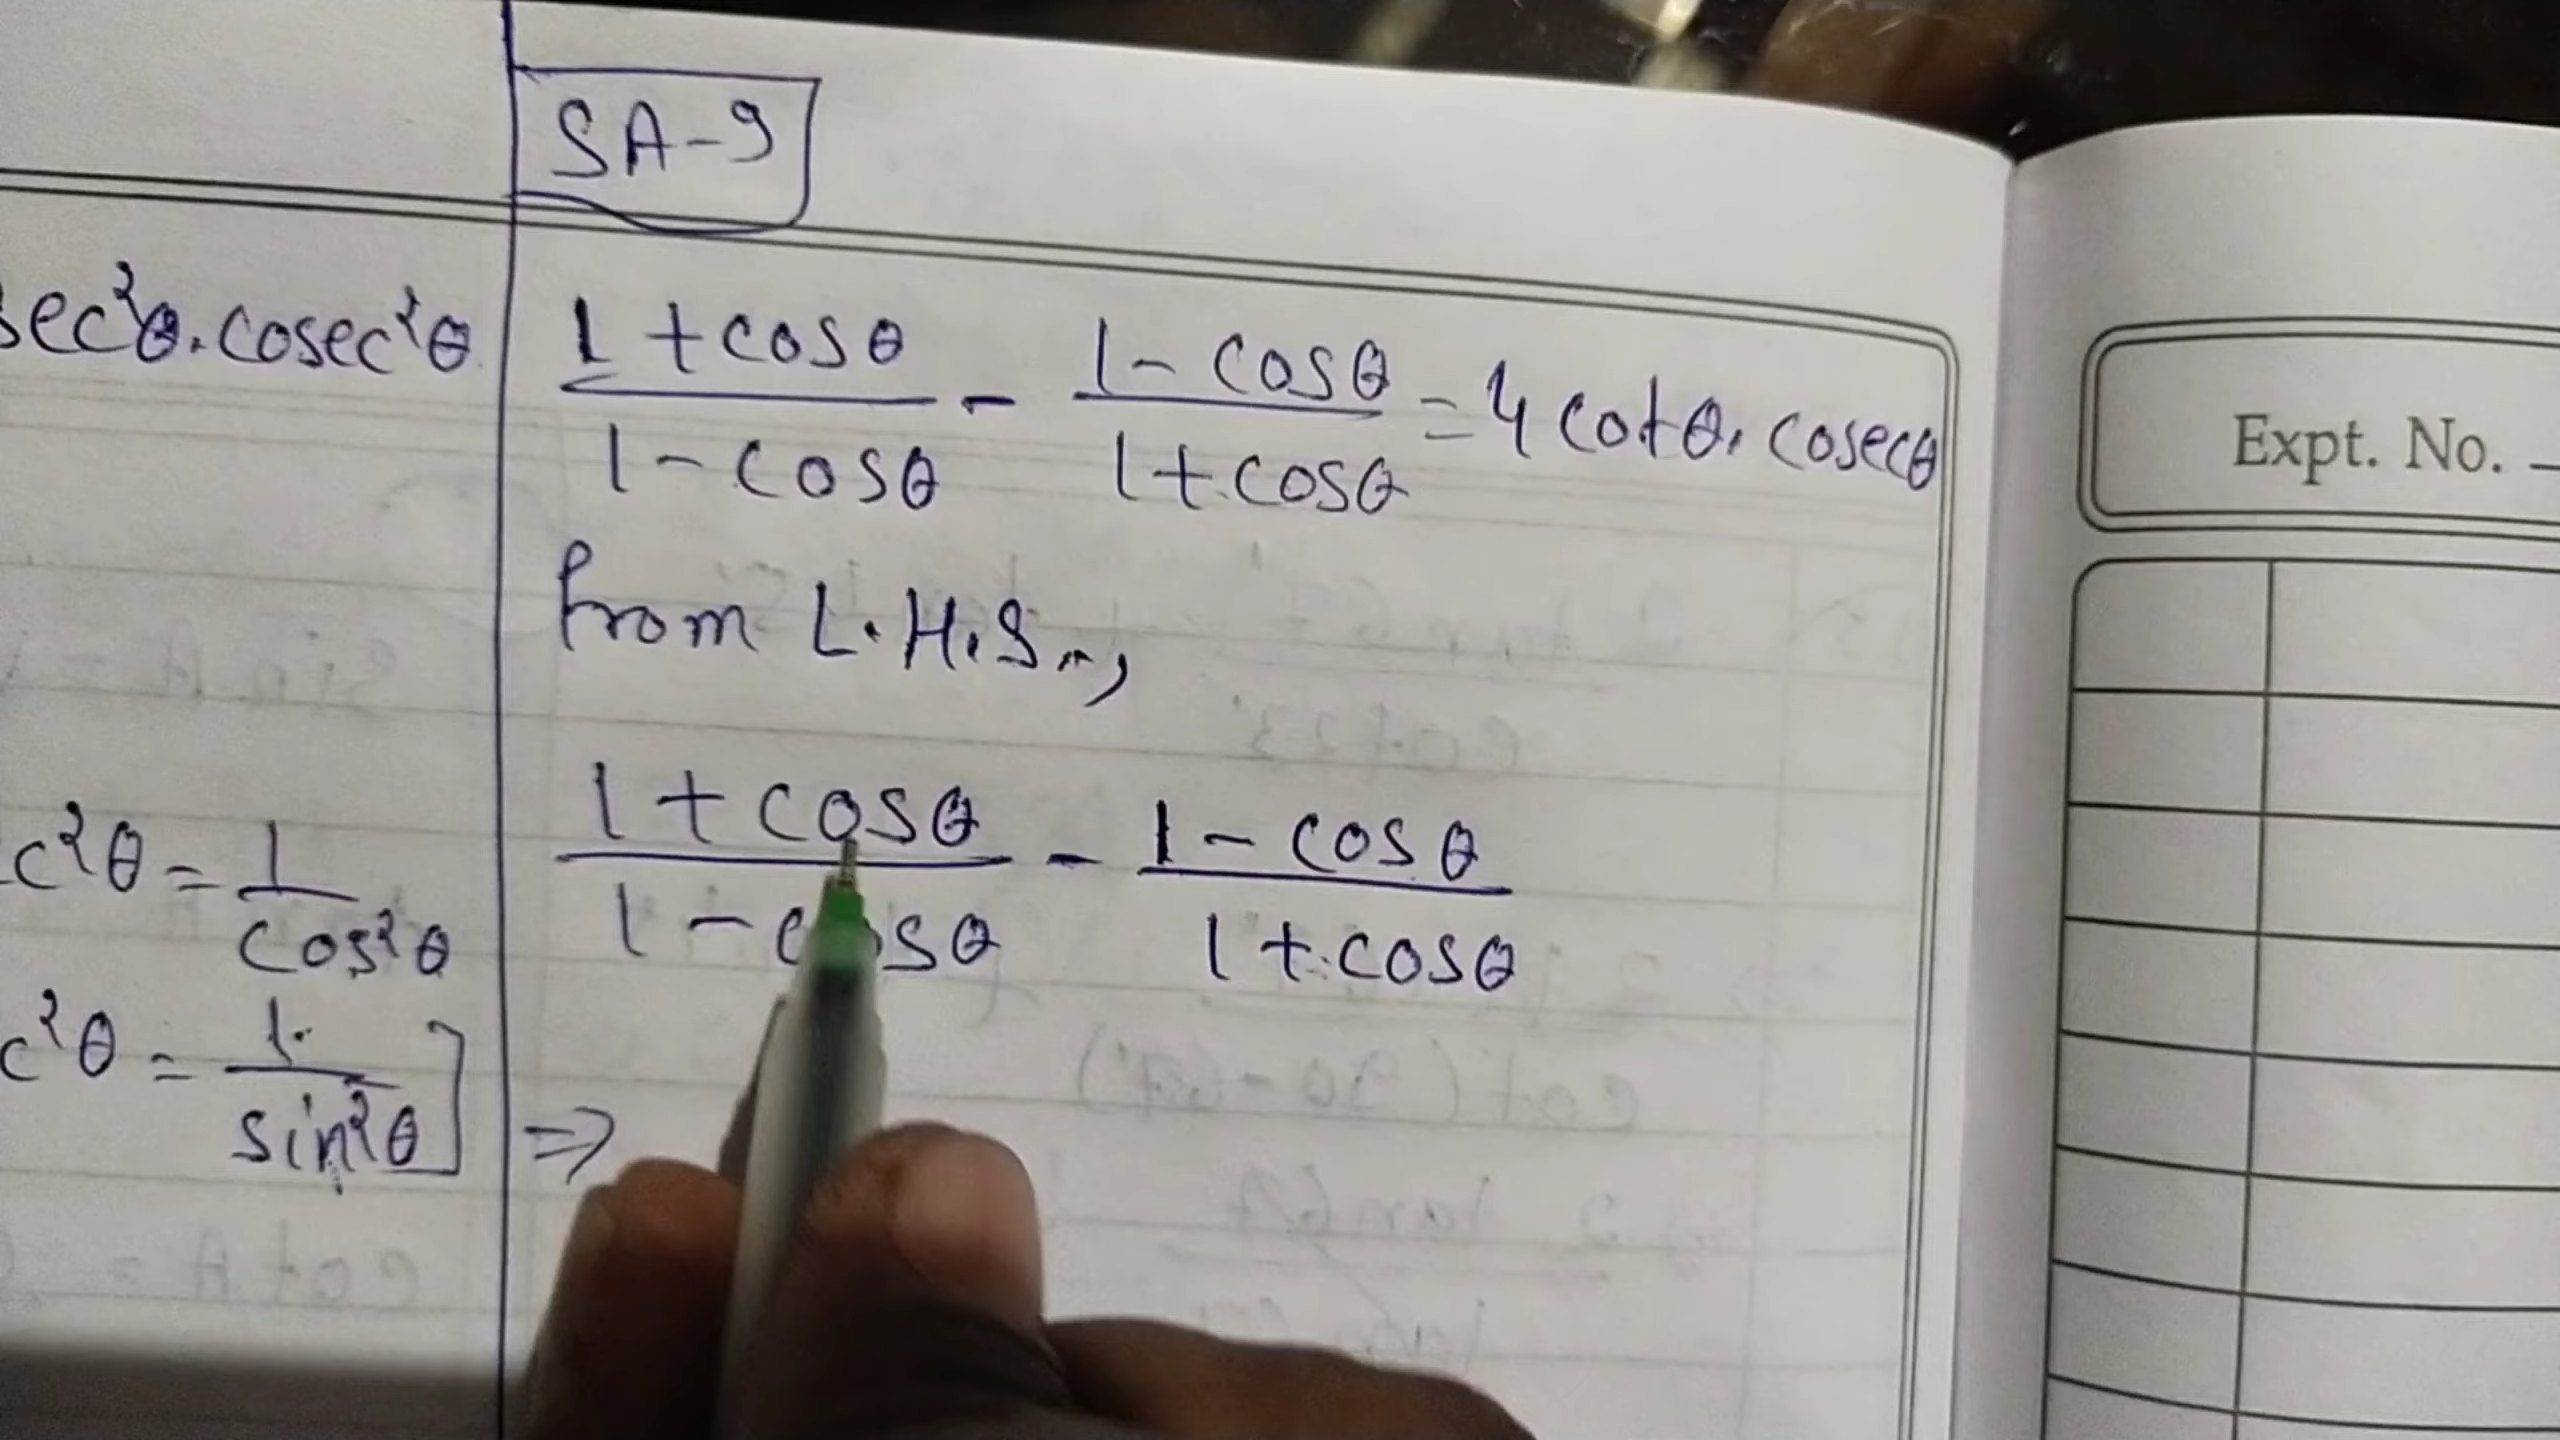 SA-9
sec²θ.cosec²θ
1+cosθ/1-cosθ - 1-cosθ/1+cosθ = 4 cotθ. cosecθ
from L.H.S.,
1+cosθ/1-cosθ - 1-cosθ/1+cosθ
c²θ = 1/cos²θ
c²θ = 1/sin²θ]
⇒
Expt. No.